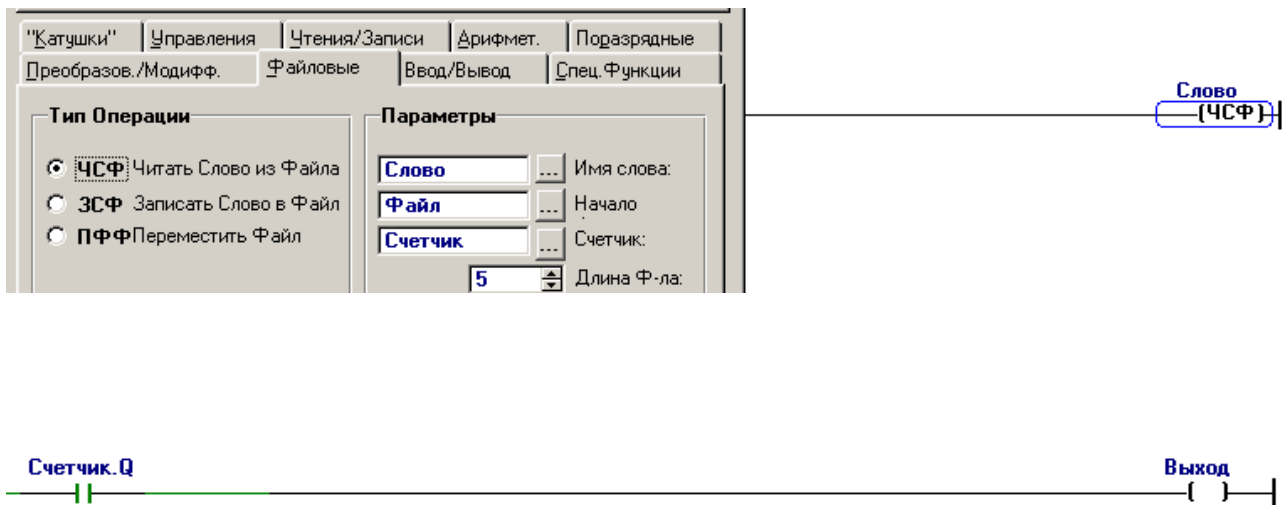 "Катушки" Управления Чтения/Записи Арифмет. Поразрядные
Преобразов./Модифф. Файловые Ввод/Вывод Спец.Функции
Тип Операции Параметры
ЧСФ Читать Слово из Файла Слово ... Имя слова:
ЗСФ Записать Слово в Файл Файл ... Начало
ПФФ Переместить Файл Счетчик ... Счетчик:
5 Длина Ф-ла:
Слово
(ЧСФ)
Счетчик.Q Выход
( )